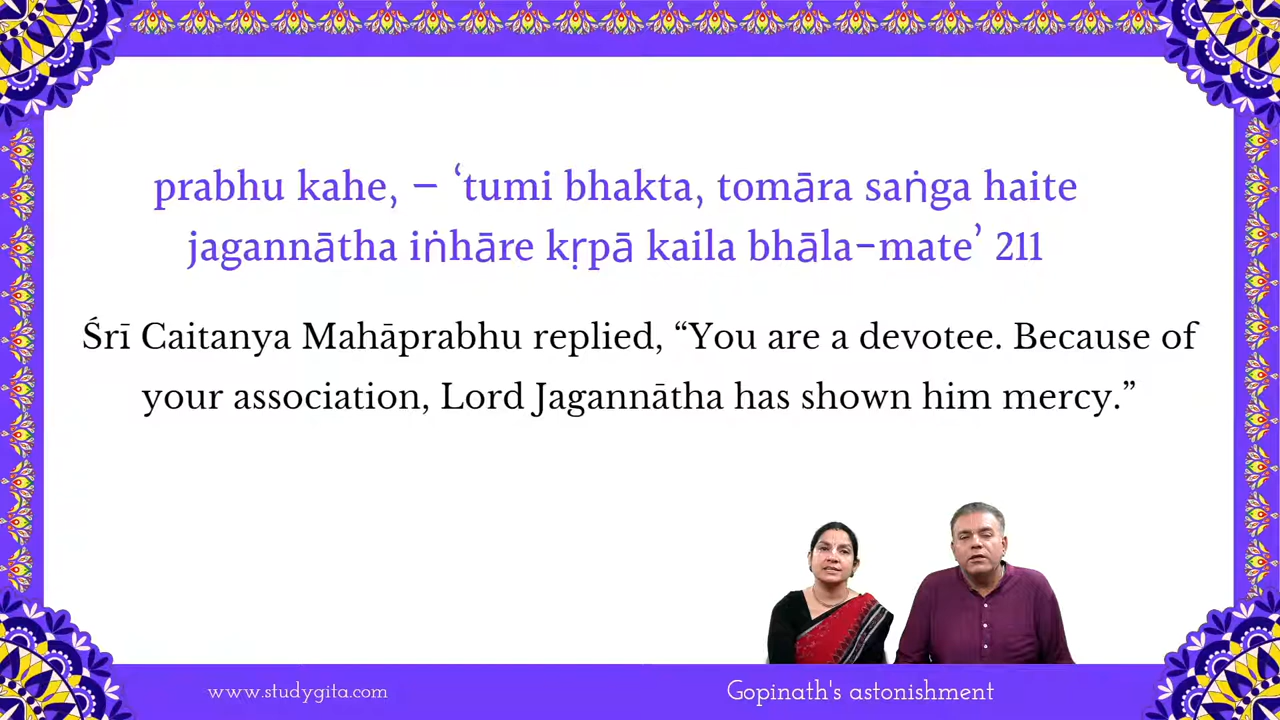 prabhu kahe, – ‘tumi bhakta, tomāra saṅga haite
jagannātha iṅhāre kṛpā kaila bhāla-mate’ 211
Śrī Caitanya Mahāprabhu replied, “You are a devotee. Because of
your association, Lord Jagannātha has shown him mercy.”
www.studygita.com
Gopinath's astonishment